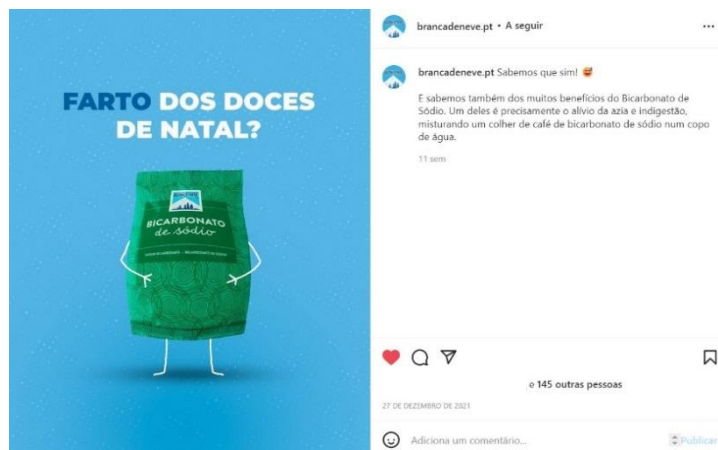 FARTO DOS DOCES
DE NATAL?
BICARBONATO
de sódio
brancadeneve.pt • A seguir
brancadeneve.pt Sabemos que sim! 😅
E sabemos também dos muitos benefícios do Bicarbonato de
Sódio. Um deles é precisamente o alívio da azia e indigestão,
misturando um colher de café de bicarbonato de sódio num copo
de água.
11 sem
e 145 outras pessoas
27 DE DEZEMBRO DE 2021
Adiciona um comentário...
Publicar